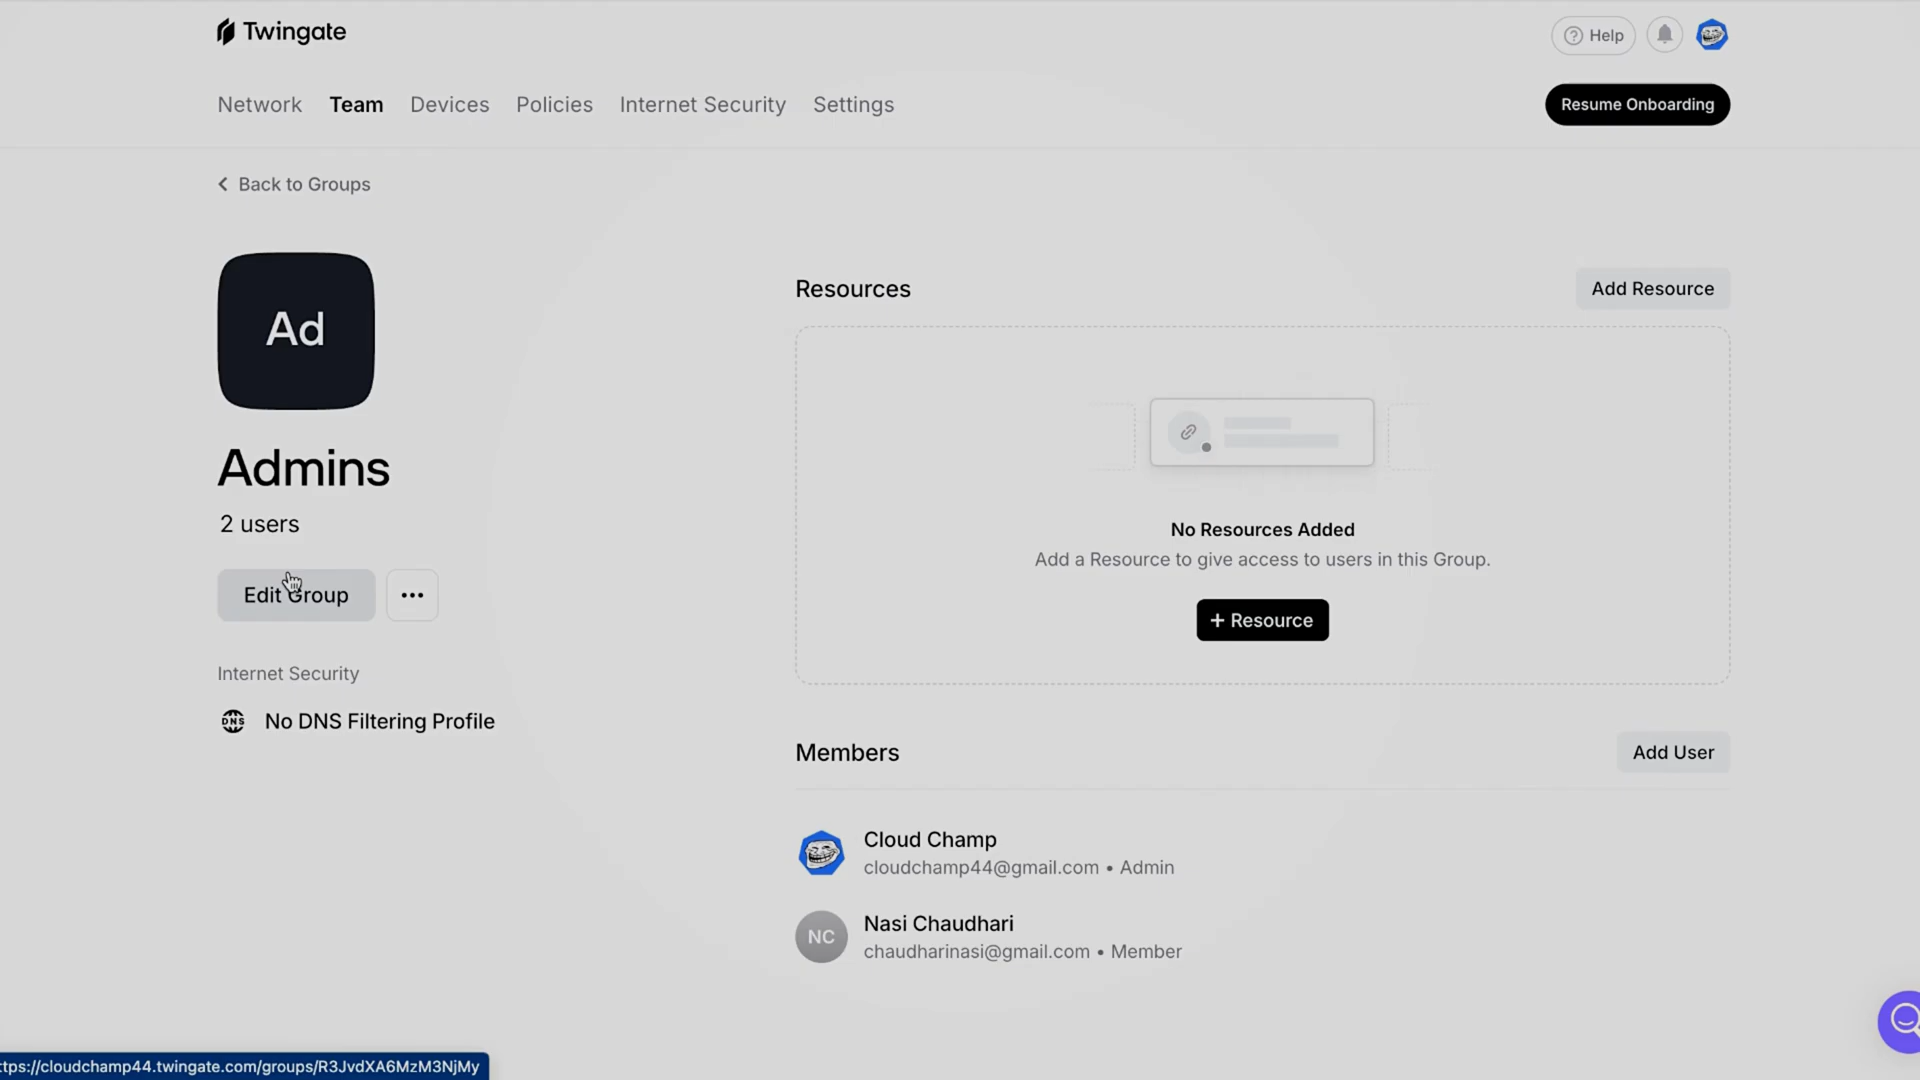 Twingate
Help
Network Team Devices Policies Internet Security Settings
Resume Onboarding
Back to Groups
Ad
Admins
2 users
Edit Group
Internet Security
DNS No DNS Filtering Profile
Resources
Add Resource
No Resources Added
Add a Resource to give access to users in this Group.
+ Resource
Members
Add User
Cloud Champ
cloudchamp44@gmail.com • Admin
NC
Nasi Chaudhari
chaudharinasi@gmail.com • Member
ttps://cloudchamp44.twingate.com/groups/R3JvdXA6MzM3NjMy